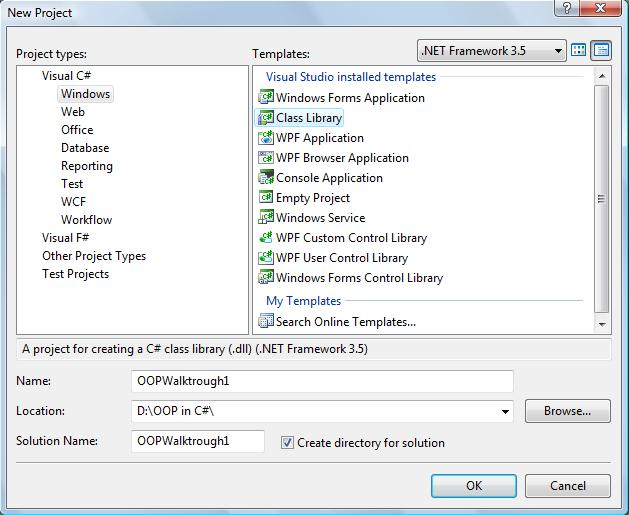 New Project
Project types:
Templates:
.NET Framework 3.5
Visual C#
Windows
Web
Office
Database
Reporting
Test
WCF
Workflow
Visual F#
Other Project Types
Test Projects
Visual Studio installed templates
Windows Forms Application
Class Library
WPF Application
WPF Browser Application
Console Application
Empty Project
Windows Service
WPF Custom Control Library
WPF User Control Library
Windows Forms Control Library
My Templates
Search Online Templates...
A project for creating a C# class library (.dll) (.NET Framework 3.5)
Name:
OOPWalktrough1
Location:
D:\OOP in C#\
Browse...
Solution Name:
OOPWalktrough1
Create directory for solution
OK
Cancel